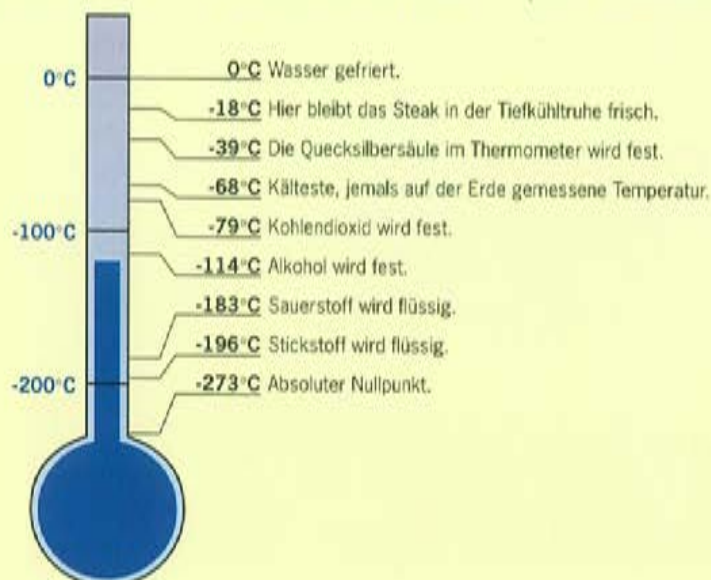 0°C
0°C Wasser gefriert.
-18°C Hier bleibt das Steak in der Tiefkühltruhe frisch.
-39°C Die Quecksilbersäule im Thermometer wird fest.
-68°C Kälteste, jemals auf der Erde gemessene Temperatur.
-79°C Kohlendioxid wird fest.
-100°C
-114°C Alkohol wird fest.
-183°C Sauerstoff wird flüssig.
-196°C Stickstoff wird flüssig.
-200°C
-273°C Absoluter Nullpunkt.